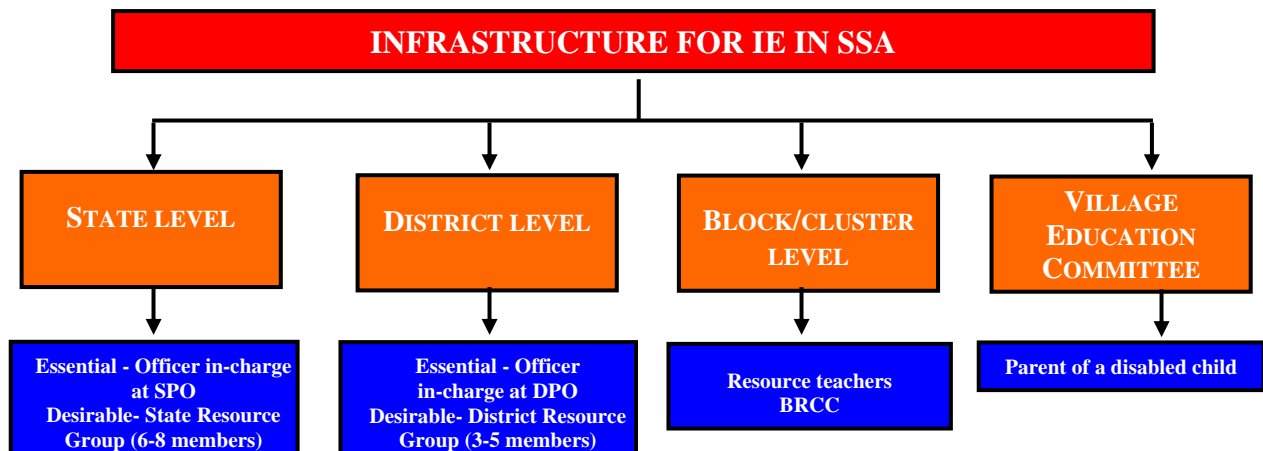 INFRASTRUCTURE FOR IE IN SSA
STATE LEVEL
DISTRICT LEVEL
BLOCK/CLUSTER
LEVEL
VILLAGE
EDUCATION
COMMITTEE
Essential - Officer in-charge
at SPO
Desirable- State Resource
Group (6-8 members)
Essential - Officer
in-charge at DPO
Desirable- District Resource
Group (3-5 members)
Resource teachers
BRCC
Parent of a disabled child